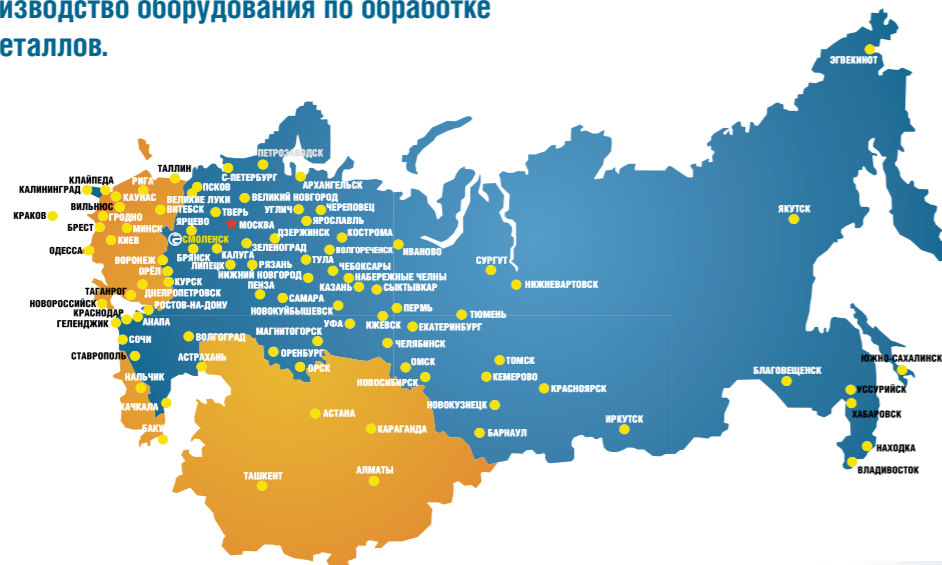 изводство оборудования по обработке
еталлов.
ЭГВЕКИНОТ
ПЕТРОЗАВОДСК
ТАЛЛИН
С-ПЕТЕРБУРГ
АРХАНГЕЛЬСК
КЛАЙПЕДА
РИГА
ПСКОВ
КАЛИНИНГРАД
КАУНАС
ВЕЛИКИЕ ЛУКИ
ВЕЛИКИЙ НОВГОРОД
ВИЛЬНЮС
ВИТЕБСК
ТВЕРЬ
УГЛИЧ
ЧЕРЕПОВЕЦ
КРАКОВ
ГРОДНО
ЯРЦЕВО
МОСКВА
ЯРОСЛАВЛЬ
ЯКУТСК
БРЕСТ
МИНСК
ДЗЕРЖИНСК
КОСТРОМА
КИЕВ
СМОЛЕНСК
ЗЕЛЕНОГРАД
ВОЛГОРЕЧЕНСК
ИВАНОВО
ОДЕССА
БРЯНСК
КАЛУГА
ВОРОНЕЖ
ЛИПЕЦК
РЯЗАНЬ
ТУЛА
СУРГУТ
ОРЁЛ
НИЖНИЙ НОВГОРОД
ЧЕБОКСАРЫ
КУРСК
ПЕНЗА
КАЗАНЬ
НАБЕРЕЖНЫЕ ЧЕЛНЫ
СЫКТЫВКАР
НИЖНЕВАРТОВСК
ТАГАНРОГ
ДНЕПРОПЕТРОВСК
САМАРА
НОВОРОССИЙСК
РОСТОВ-НА-ДОНУ
НОВОКУЙБЫШЕВСК
ПЕРМЬ
КРАСНОДАР
ТЮМЕНЬ
ГЕЛЕНДЖИК
АНАПА
МАГНИТОГОРСК
УФА
ИЖЕВСК
ЕКАТЕРИНБУРГ
СОЧИ
ВОЛГОГРАД
ЧЕЛЯБИНСК
СТАВРОПОЛЬ
АСТРАХАНЬ
ОРЕНБУРГ
ОМСК
ТОМСК
ЮЖНО-САХАЛИНСК
НАЛЬЧИК
ОРСК
НОВОСИБИРСК
КЕМЕРОВО
БЛАГОВЕЩЕНСК
КРАСНОЯРСК
УССУРИЙСК
АЧКАЛА
НОВОКУЗНЕЦК
ХАБАРОВСК
БАКУ
АСТАНА
ИРКУТСК
КАРАГАНДА
БАРНАУЛ
НАХОДКА
ТАШКЕНТ
АЛМАТЫ
ВЛАДИВОСТОК